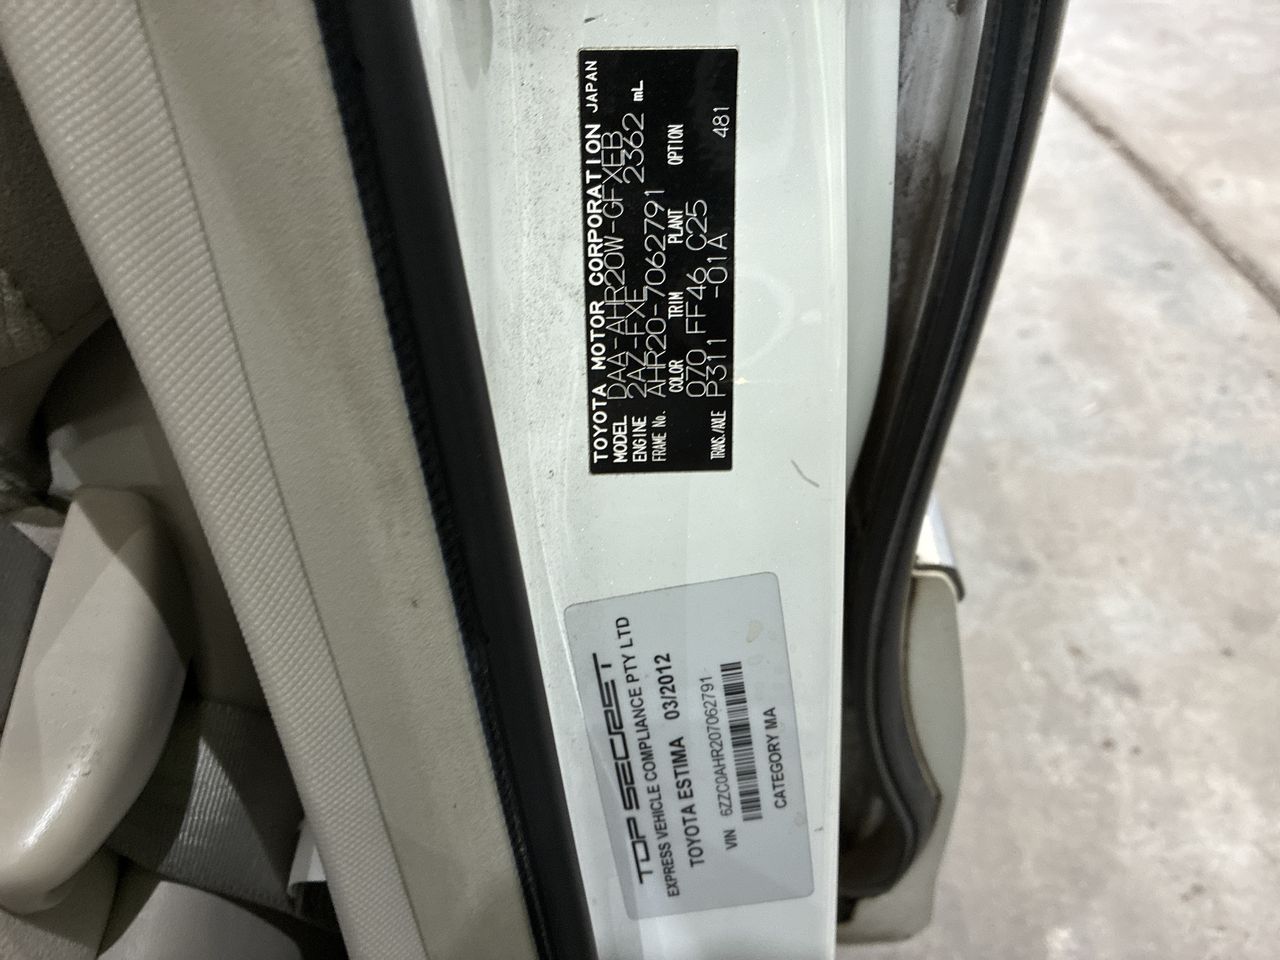 TOYOTA MOTOR CORPORATION JAPAN
MODEL DAA-AHR20W-GFXEB
ENGINE 2AZ-FXE 2362 mL
FRAME No. AHR20-7062791
COLOR TRIM PLANT OPTION
070 FF46 C25
TRANS./AXLE P311 -01A 481
TOP SECRET
EXPRESS VEHICLE COMPLIANCE PTY LTD
TOYOTA ESTIMA 03/2012
VIN 6ZZC0AHR207062791
CATEGORY MA